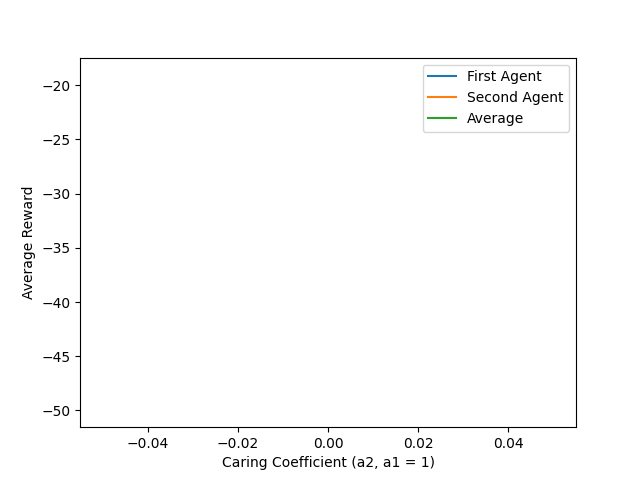 First Agent
Second Agent
Average
−20
−25
−30
−35
−40
−45
−50
Average Reward
−0.04 −0.02 0.00 0.02 0.04
Caring Coefficient (a2, a1 = 1)